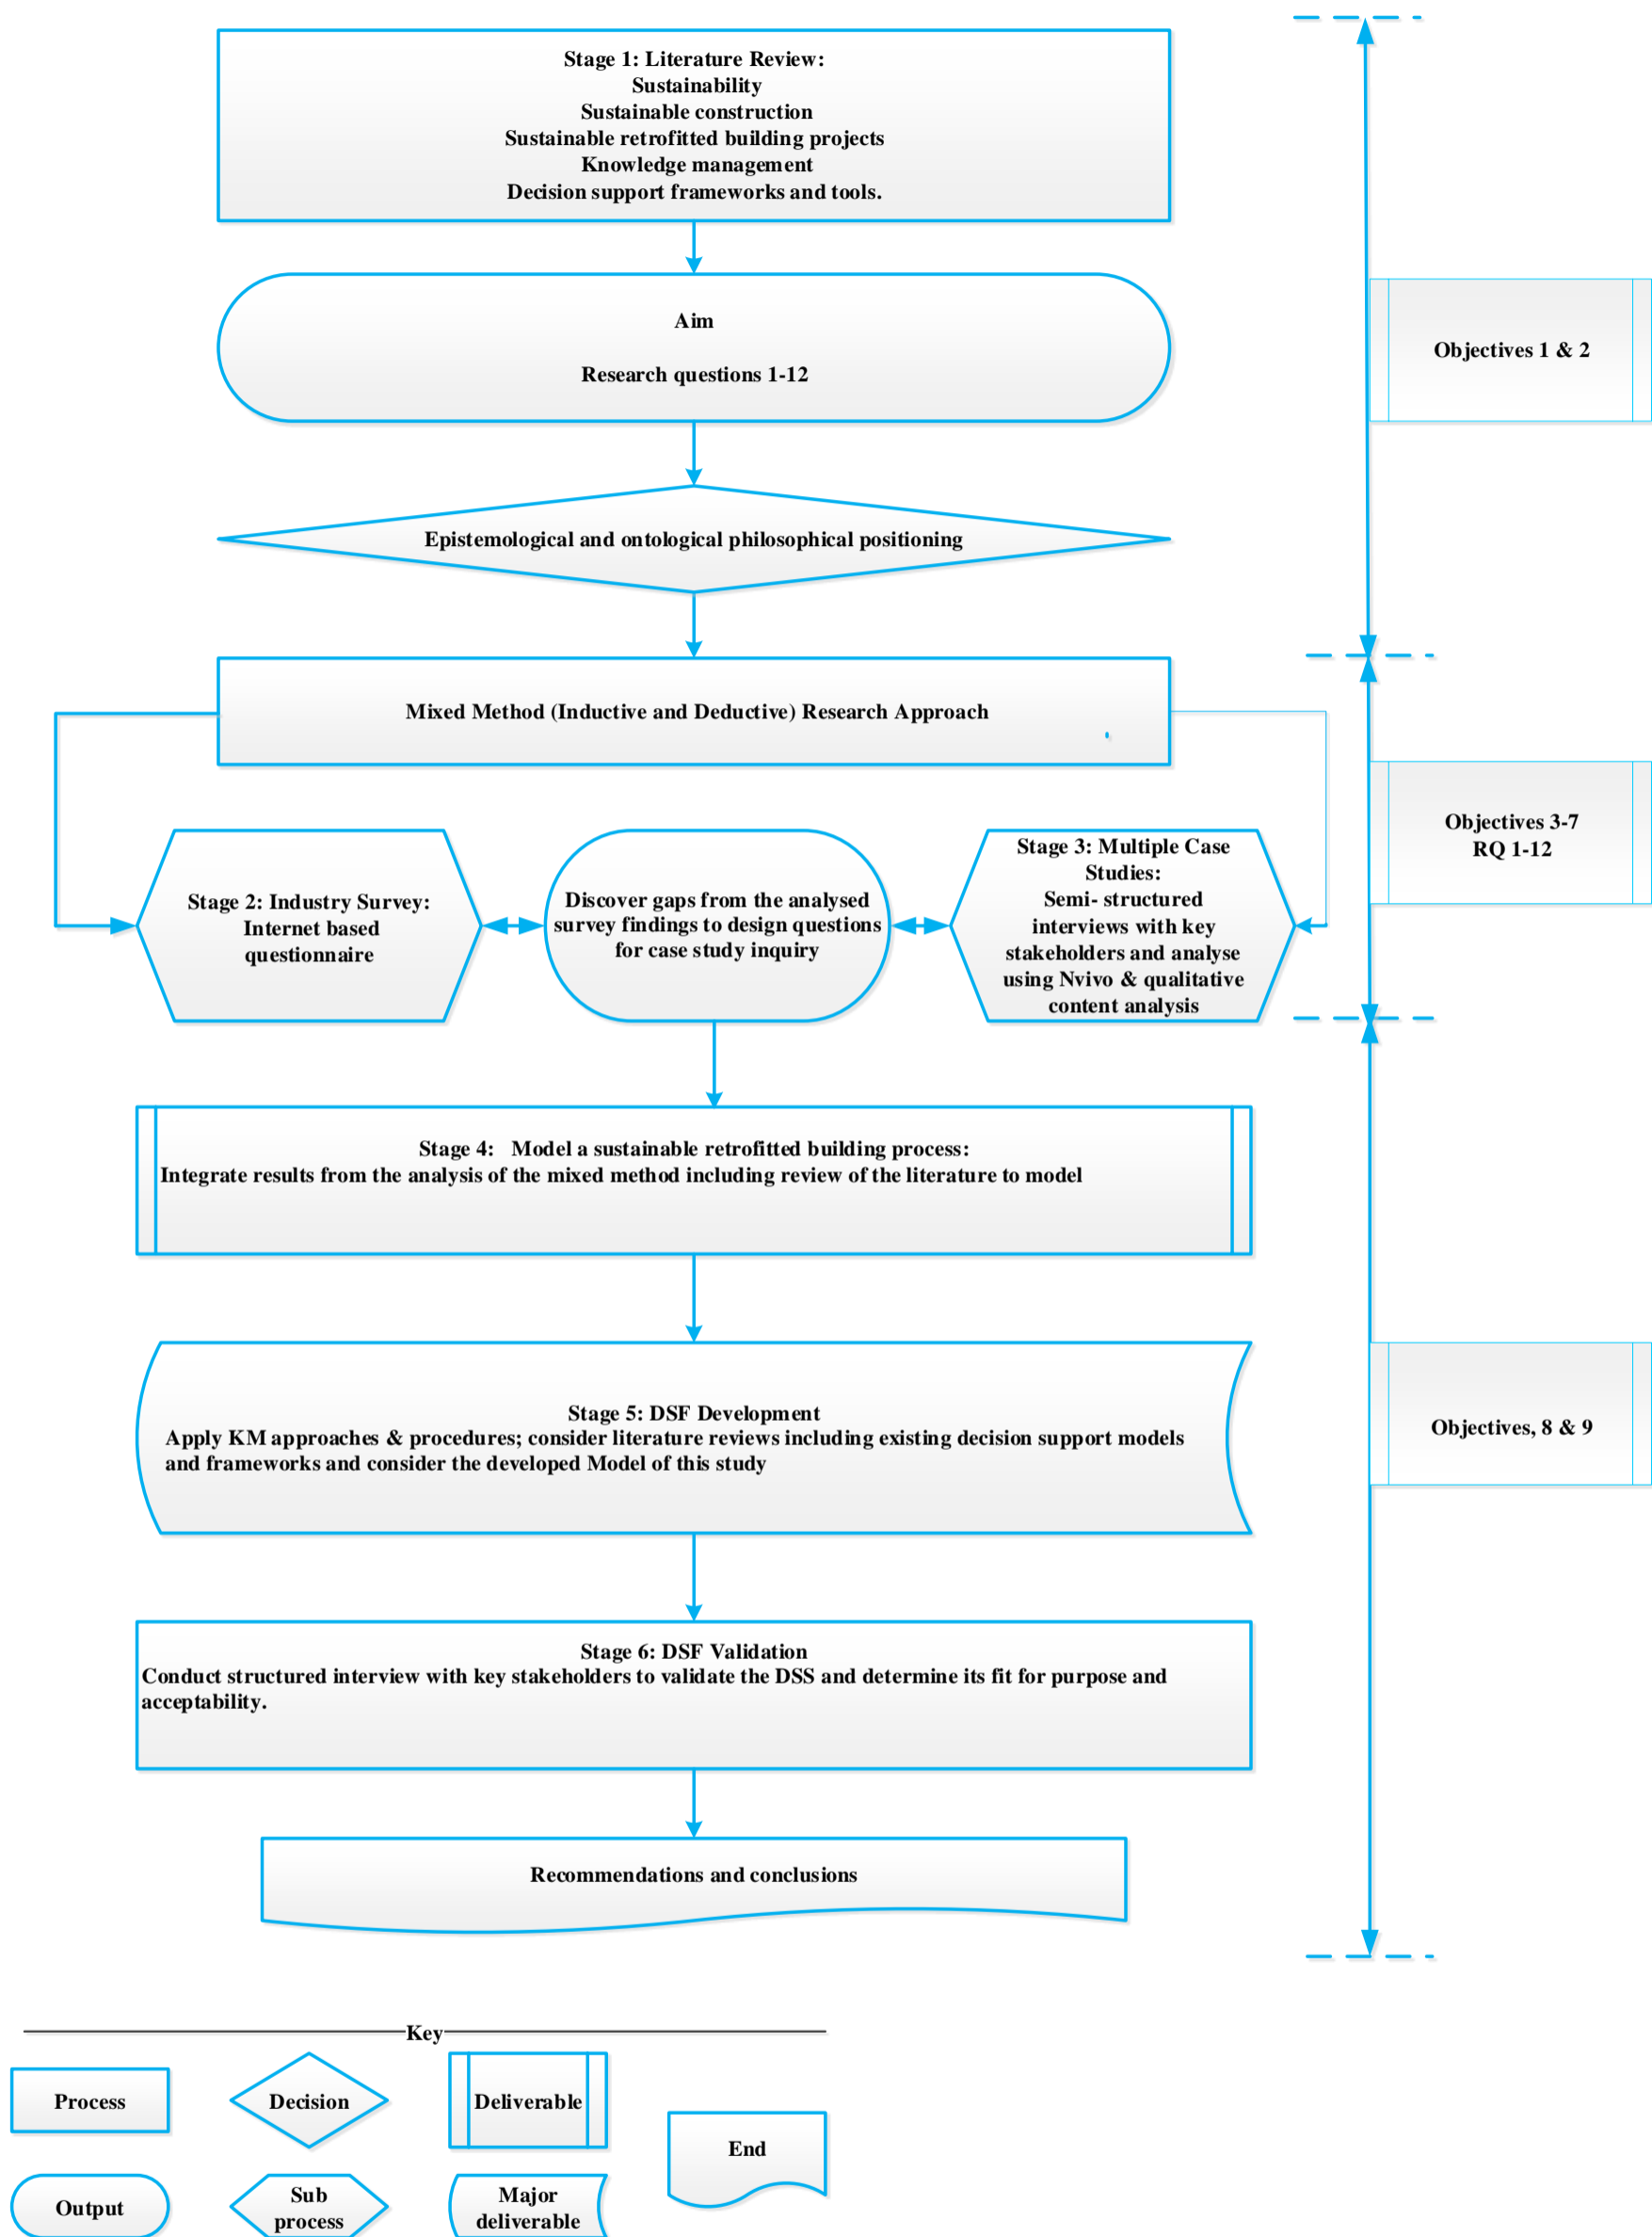 Stage 1: Literature Review:
Sustainability
Sustainable construction
Sustainable retrofitted building projects
Knowledge management
Decision support frameworks and tools.
Aim
Research questions 1-12
Objectives 1 & 2
Epistemological and ontological philosophical positioning
Mixed Method (Inductive and Deductive) Research Approach
Objectives 3-7
RQ 1-12
Stage 2: Industry Survey:
Internet based
questionnaire
Discover gaps from the analysed
survey findings to design questions
for case study inquiry
Stage 3: Multiple Case
Studies:
Semi- structured
interviews with key
stakeholders and analyse
using Nvivo & qualitative
content analysis
Stage 4: Model a sustainable retrofitted building process:
Integrate results from the analysis of the mixed method including review of the literature to model
Stage 5: DSF Development
Apply KM approaches & procedures; consider literature reviews including existing decision support models
and frameworks and consider the developed Model of this study
Objectives, 8 & 9
Stage 6: DSF Validation
Conduct structured interview with key stakeholders to validate the DSS and determine its fit for purpose and
acceptability.
Recommendations and conclusions
Key
Process
Decision
Deliverable
End
Output
Sub
process
Major
deliverable